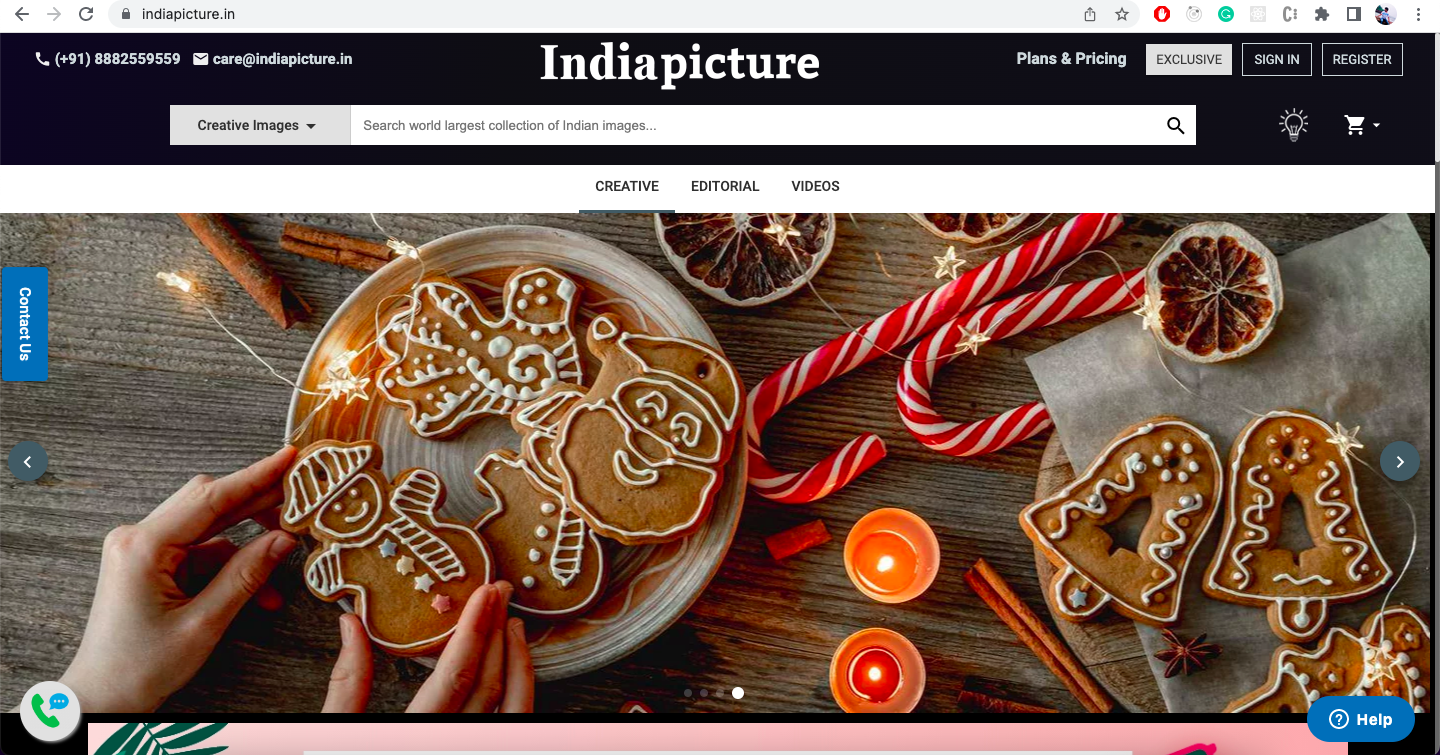 indiapicture.in
(+91) 8882559559 care@indiapicture.in
Indiapicture
Plans & Pricing EXCLUSIVE SIGN IN REGISTER
Creative Images Search world largest collection of Indian images...
CREATIVE EDITORIAL VIDEOS
Contact Us
Help